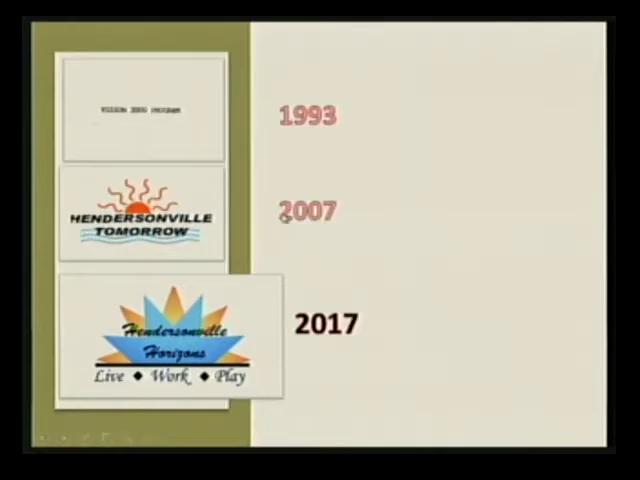 VISION 2000 PROGRAM
1993
HENDERSONVILLE
TOMORROW
2007
Hendersonville
Horizons
Live ◆ Work ◆ Play
2017